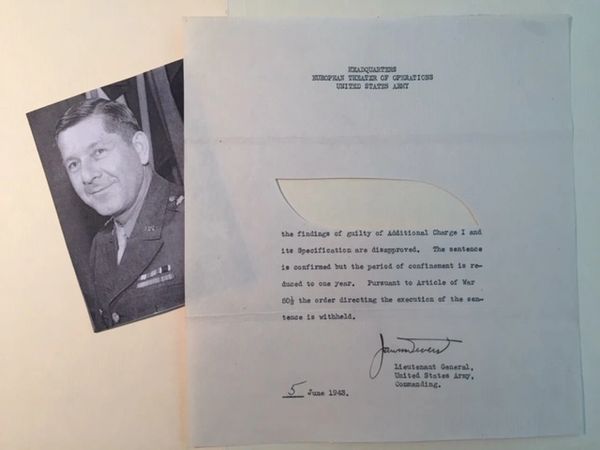 HEADQUARTERS
EUROPEAN THEATER OF OPERATIONS
UNITED STATES ARMY
the findings of guilty of Additional Charge I and
its Specification are disapproved. The sentence
is confirmed but the period of confinement is re-
duced to one year. Pursuant to Article of War
50½ the order directing the execution of the sen-
tence is withheld.
Lieutenant General,
United States Army,
Commanding.
5 June 1943.